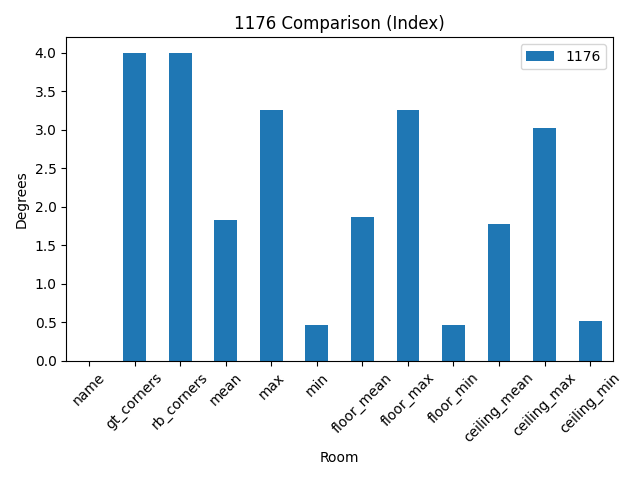 1176 Comparison (Index)
1176
Degrees
4.0
3.5
3.0
2.5
2.0
1.5
1.0
0.5
0.0
name
gt_corners
rb_corners
mean
max
min
floor_mean
floor_max
floor_min
ceiling_mean
ceiling_max
ceiling_min
Room